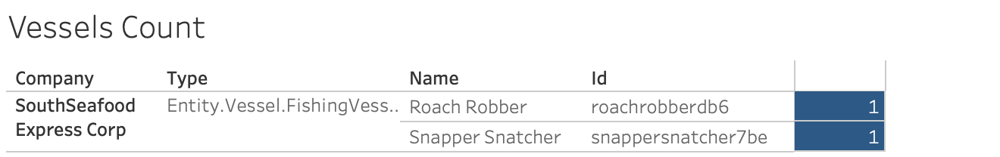 Vessels Count
Company Type Name Id
SouthSeafood Express Corp Entity.Vessel.FishingVess.. Roach Robber roachrobberdb6 1
Snapper Snatcher snappersnatcher7be 1